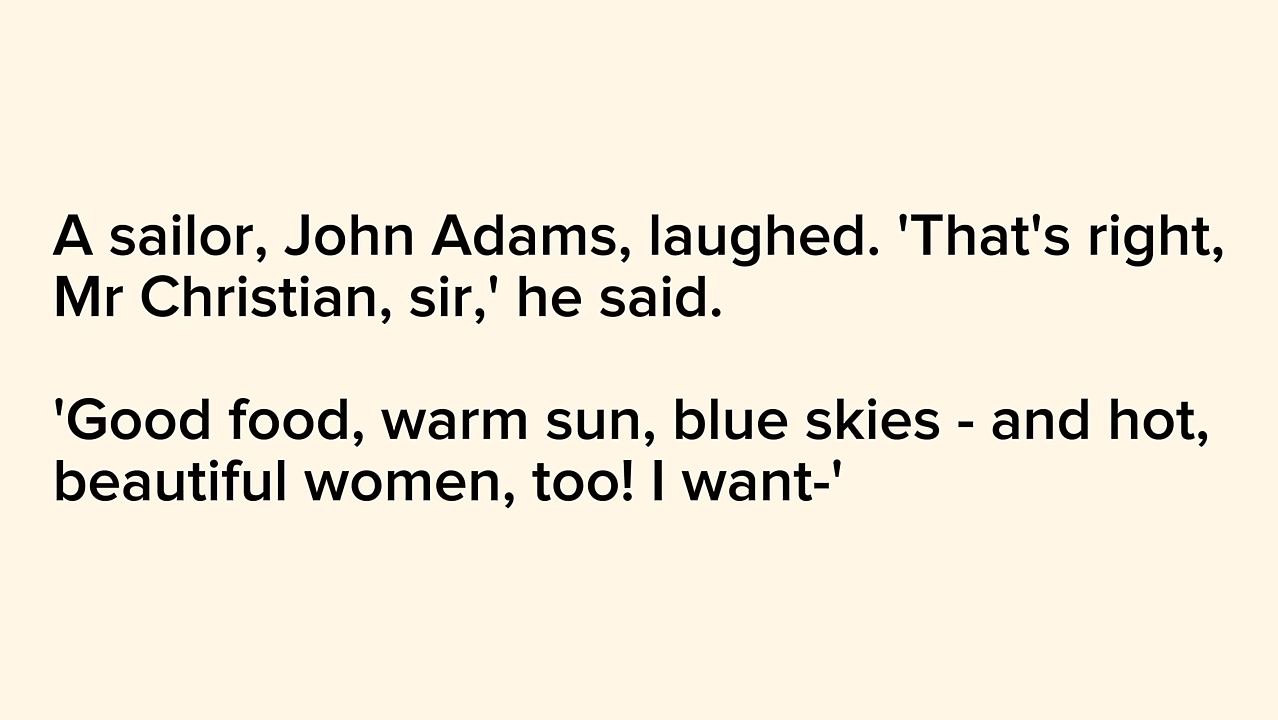 A sailor, John Adams, laughed. 'That's right,
Mr Christian, sir,' he said.
'Good food, warm sun, blue skies - and hot,
beautiful women, too! I want-'